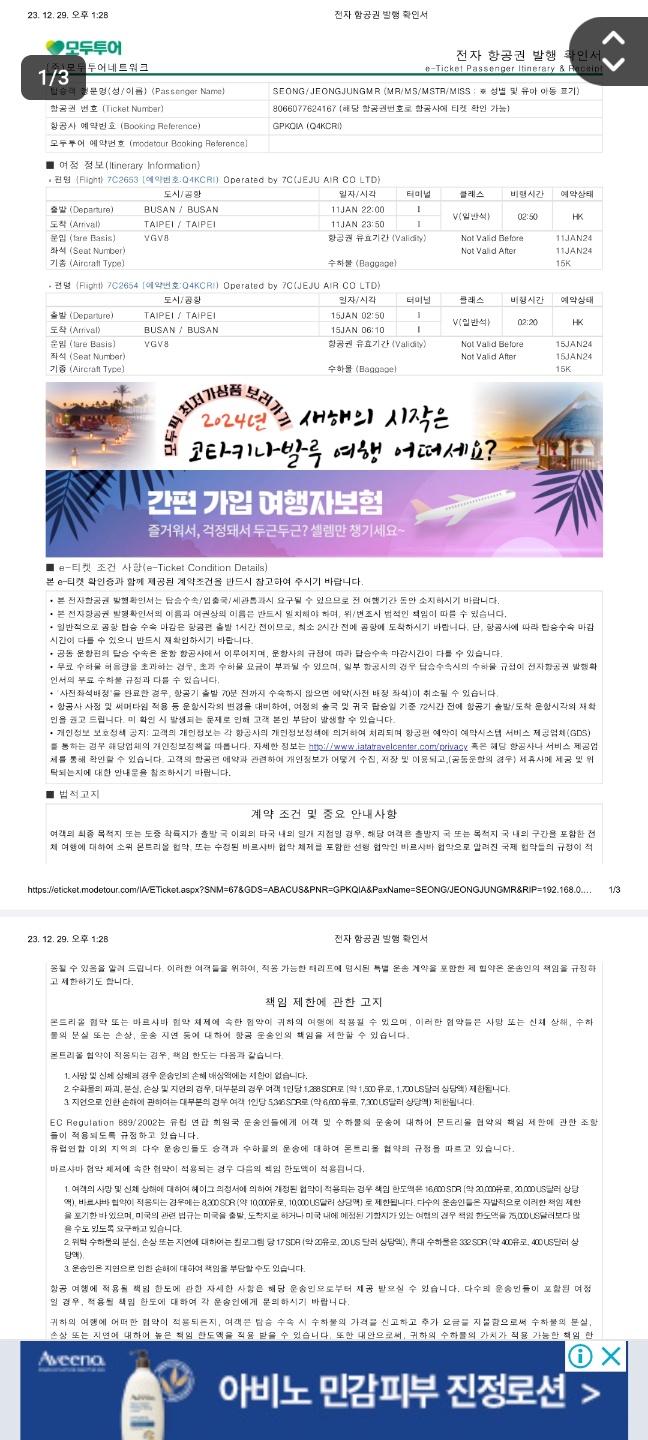 23. 12. 29. 오후 1:28 전자 항공권 발행 확인서
모두투어
1/3
모두투어네트워크
전자 항공권 발행 확인서
e-Ticket Passenger Itinerary & Receipt
(Passenger Name) SEONG/JEONGJUNGMR (MR/MS/MSTR/MISS : ※ 성별 및 유아 아동 표기)
항공권 번호 (Ticket Number) 8066077624167 (해당 항공권번호로 항공사에 티켓 확인 가능)
항공사 예약번호 (Booking Reference) GPKQIA (Q4KCRI)
모두투어 예약번호 (modetour Booking Reference)
■ 여정 정보(Itinerary Information)
• 편명 (Flight) 7C2653 (예약번호:Q4KCRI) Operated by 7C(JEJU AIR CO LTD)
도시/공항 일자/시각 터미널 클래스 비행시간 예약상태
출발 (Departure) BUSAN / BUSAN 11JAN 22:00 I V(일반석) 02:50 HK
도착 (Arrival) TAIPEI / TAIPEI 11JAN 23:50 1
운임 (fare Basis) VGV8 항공권 유효기간 (Validity) Not Valid Before 11JAN24
좌석 (Seat Number) Not Valid After 11JAN24
기종 (Aircraft Type) 수하물 (Baggage) 15K
• 편명 (Flight) 7C2654 (예약번호:Q4KCRI) Operated by 7C(JEJU AIR CO LTD)
도시/공항 일자/시각 터미널 클래스 비행시간 예약상태
출발 (Departure) TAIPEI / TAIPEI 15JAN 02:50 1 V(일반석) 02:20 HK
도착 (Arrival) BUSAN / BUSAN 15JAN 06:10 I
운임 (fare Basis) VGV8 항공권 유효기간 (Validity) Not Valid Before 15JAN24
좌석 (Seat Number) Not Valid After 15JAN24
기종 (Aircraft Type) 수하물 (Baggage) 15K
모두픽 최저가상품 보러가기
2024년 새해의 시작은
코타키나발루 여행 어떠세요?
간편 가입 여행자보험
즐거워서, 걱정돼서 두근두근? 셀렘만 챙기세요~
■ e-티켓 조건 사항(e-Ticket Condition Details)
본 e-티켓 확인증과 함께 제공된 계약조건을 반드시 참고하여 주시기 바랍니다.
• 본 전자항공권 발행확인서는 탑승수속/입출국/세관통과시 요구될 수 있으므로 전 여행기간 동안 소지하시기 바랍니다.
• 본 전자항공권 발행확인서의 이름과 여권상의 이름은 반드시 일치해야 하며, 위/변조시 법적인 책임이 따를 수 있습니다.
• 일반적으로 공항 탑승 수속 마감은 항공편 출발 1시간 전이므로, 최소 2시간 전에 공항에 도착하시기 바랍니다. 단, 항공사에 따라 탑승수속 마감
시간이 다를 수 있으니 반드시 재확인하시기 바랍니다.
• 공동 운항편의 탑승 수속은 운항 항공사에서 이루어지며, 운항사의 규정에 따라 탑승수속 마감시간이 다를 수 있습니다.
• 무료 수하물 허용량을 초과하는 경우, 초과 수하물 요금이 부과될 수 있으며, 일부 항공사의 경우 탑승수속시의 수하물 규정이 전자항공권 발행확
인서의 무료 수하물 규정과 다를 수 있습니다.
• '사전좌석배정'을 완료한 경우, 항공기 출발 70분 전까지 수속하지 않으면 예약(사전 배정 좌석)이 취소될 수 있습니다.
• 항공사 사정 및 써머타임 적용 등 운항시각의 변경을 대비하여, 여정의 출국 및 귀국 탑승일 기준 72시간 전에 항공기 출발/도착 운항시각의 재확
인을 권고 드립니다. 미 확인 시 발생되는 문제로 인해 고객 본인 부담이 발생할 수 있습니다.
• 개인정보 보호정책 공지: 고객의 개인정보는 각 항공사의 개인정보정책에 의거하여 처리되며 항공편 예약이 예약시스템 서비스 제공업체(GDS)
를 통하는 경우 해당업체의 개인정보정책을 따릅니다. 자세한 정보는 http://www.iatatravelcenter.com/privacy 혹은 해당 항공사나 서비스 제공업
체를 통해 확인할 수 있습니다. 고객의 항공편 예약과 관련하여 개인정보가 어떻게 수집, 저장 및 이용되고,(공동운항의 경우) 제휴사에 제공 및 위
탁되는지에 대한 안내문을 참조하시기 바랍니다.
■ 법적고지
계약 조건 및 중요 안내사항
여객의 최종 목적지 또는 도중 착륙지가 출발 국 이외의 타국 내의 일개 지점일 경우, 해당 여객은 출발지 국 또는 목적지 국 내의 구간을 포함한 전
체 여행에 대하여 소위 몬트리올 협약, 또는 수정된 바르샤바 협약 체제를 포함한 선행 협약인 바르샤바 협약으로 알려진 국제 협약들의 규정이 적
https://eticket.modetour.com/IA/ETicket.aspx?SNM=67&GDS=ABACUS&PNR=GPKQIA&PaxName=SEONG/JEONGJUNGMR&RIP=192.168.0.... 1/3
23. 12. 29. 오후 1:28 전자 항공권 발행 확인서
용될 수 있음을 알려 드립니다. 이러한 여객들을 위하여, 적용 가능한 태리프에 명시된 특별 운송 계약을 포함한 제 협약은 운송인의 책임을 규정하
고 제한하기도 합니다.
책임 제한에 관한 고지
몬트리올 협약 또는 바르샤바 협약 체제에 속한 협약이 귀하의 여행에 적용될 수 있으며, 이러한 협약들은 사망 또는 신체 상해, 수하
물의 분실 또는 손상, 운송 지연 등에 대하여 항공 운송인의 책임을 제한할 수 있습니다.
몬트리올 협약이 적용되는 경우, 책임 한도는 다음과 같습니다.
1. 사망 및 신체 상해의 경우 운송인의 손해 배상액에는 제한이 없습니다.
2. 수화물의 파괴, 분실, 손상 및 지연의 경우, 대부분의 경우 여객 1인당 1,288 SDR로 (약 1,500 유로, 1,700 US달러 상당액) 제한됩니다.
3. 지연으로 인한 손해에 관하여는 대부분의 경우 여객 1인당 5,346 SDR로 (약 6,600 유로, 7,300 US달러 상당액) 제한됩니다.
EC Regulation 889/2002는 유럽 연합 회원국 운송인들에게 여객 및 수하물의 운송에 대하여 몬트리올 협약의 책임 제한에 관한 조항
들이 적용되도록 규정하고 있습니다.
유럽연합 이외 지역의 다수 운송인들도 승객과 수하물의 운송에 대하여 몬트리올 협약의 규정을 따르고 있습니다.
바르샤바 협약 체제에 속한 협약이 적용되는 경우 다음의 책임 한도액이 적용됩니다.
1. 여객의 사망 및 신체 상해에 대하여 헤이그 의정서에 의하여 개정된 협약이 적용되는 경우 책임 한도액은 16,600 SDR (약 20,000유로, 20,000 US달러 상당
액), 바르샤바 협약이 적용되는 경우에는 8,300 SDR (약 10,000유로, 10,000 US달러 상당액) 로 제한됩니다. 다수의 운송인들은 자발적으로 이러한 책임 제한
을 포기한 바 있으며, 미국의 관련 법규는 미국을 출발, 도착지로 하거나 미국 내에 예정된 기항지가 있는 여행의 경우 책임 한도액을 75,000 US달러보다 많
을 수도 있도록 요구하고 있습니다.
2. 위탁 수하물의 분실, 손상 또는 지연에 대하여는 킬로그램 당 17 SDR (약 20유로, 20 US 달러 상당액), 휴대 수하물은 332 SDR (약 400유로, 400 US달러 상
당액).
3. 운송인은 지연으로 인한 손해에 대하여 책임을 부담할 수도 있습니다.
항공 여행에 적용될 책임 한도에 관한 자세한 사항은 해당 운송인으로부터 제공 받으실 수 있습니다. 다수의 운송인들이 포함된 여정
일 경우, 적용될 책임 한도에 대하여 각 운송인에게 문의하시기 바랍니다.
귀하의 여행에 어떠한 협약이 적용되든지, 여객은 탑승 수속 시 수하물의 가격을 신고하고 추가 요금을 지불함으로써 수하물의 분실,
손상 또는 지연에 대하여 높은 책임 한도액을 적용 받을 수 있습니다. 또한 대안으로써, 귀하의 수하물의 가치가 적용 가능한 책임 한
Aveeno
아비노 민감피부 진정로션 >